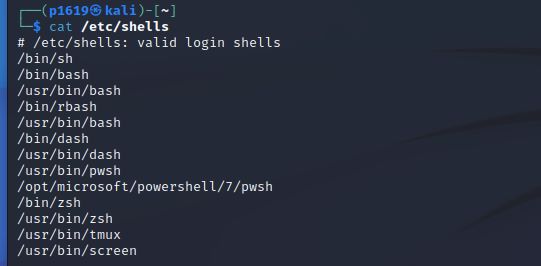 ┌──(p1619㉿kali)-[~]
└─$ cat /etc/shells
# /etc/shells: valid login shells
/bin/sh
/bin/bash
/usr/bin/bash
/bin/rbash
/usr/bin/bash
/bin/dash
/usr/bin/dash
/usr/bin/pwsh
/opt/microsoft/powershell/7/pwsh
/bin/zsh
/usr/bin/zsh
/usr/bin/tmux
/usr/bin/screen